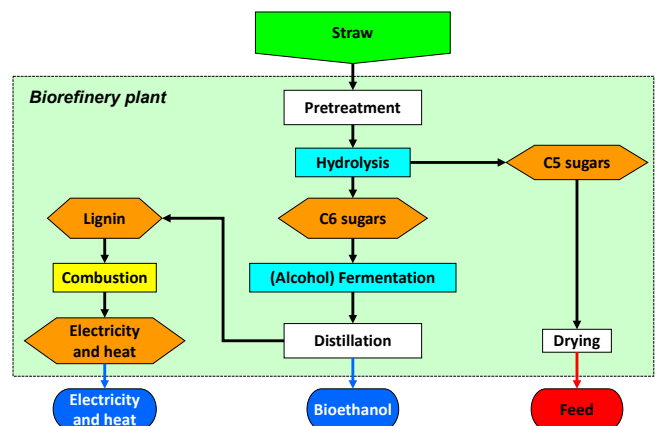 Straw
Biorefinery plant
Pretreatment
Hydrolysis
C5 sugars
Lignin
C6 sugars
Combustion
(Alcohol) Fermentation
Electricity
and heat
Distillation
Drying
Electricity
and heat
Bioethanol
Feed